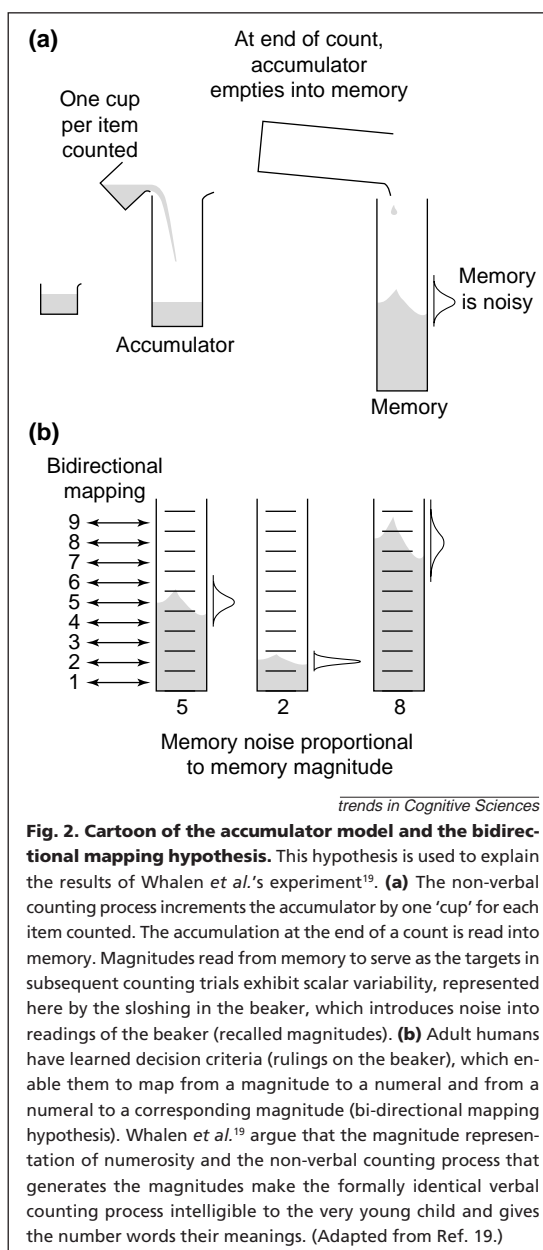 (a)
At end of count,
accumulator
empties into memory
One cup
per item
counted
Memory
is noisy
Accumulator
Memory
(b)
Bidirectional
mapping
9
8
7
6
5
4
3
2
1
5 2 8
Memory noise proportional
to memory magnitude
trends in Cognitive Sciences
Fig. 2. Cartoon of the accumulator model and the bidirec-
tional mapping hypothesis. This hypothesis is used to explain
the results of Whalen et al.'s experiment¹⁹. (a) The non-verbal
counting process increments the accumulator by one 'cup' for each
item counted. The accumulation at the end of a count is read into
memory. Magnitudes read from memory to serve as the targets in
subsequent counting trials exhibit scalar variability, represented
here by the sloshing in the beaker, which introduces noise into
readings of the beaker (recalled magnitudes). (b) Adult humans
have learned decision criteria (rulings on the beaker), which en-
able them to map from a magnitude to a numeral and from a
numeral to a corresponding magnitude (bi-directional mapping
hypothesis). Whalen et al.¹⁹ argue that the magnitude represen-
tation of numerosity and the non-verbal counting process that
generates the magnitudes make the formally identical verbal
counting process intelligible to the very young child and gives
the number words their meanings. (Adapted from Ref. 19.)